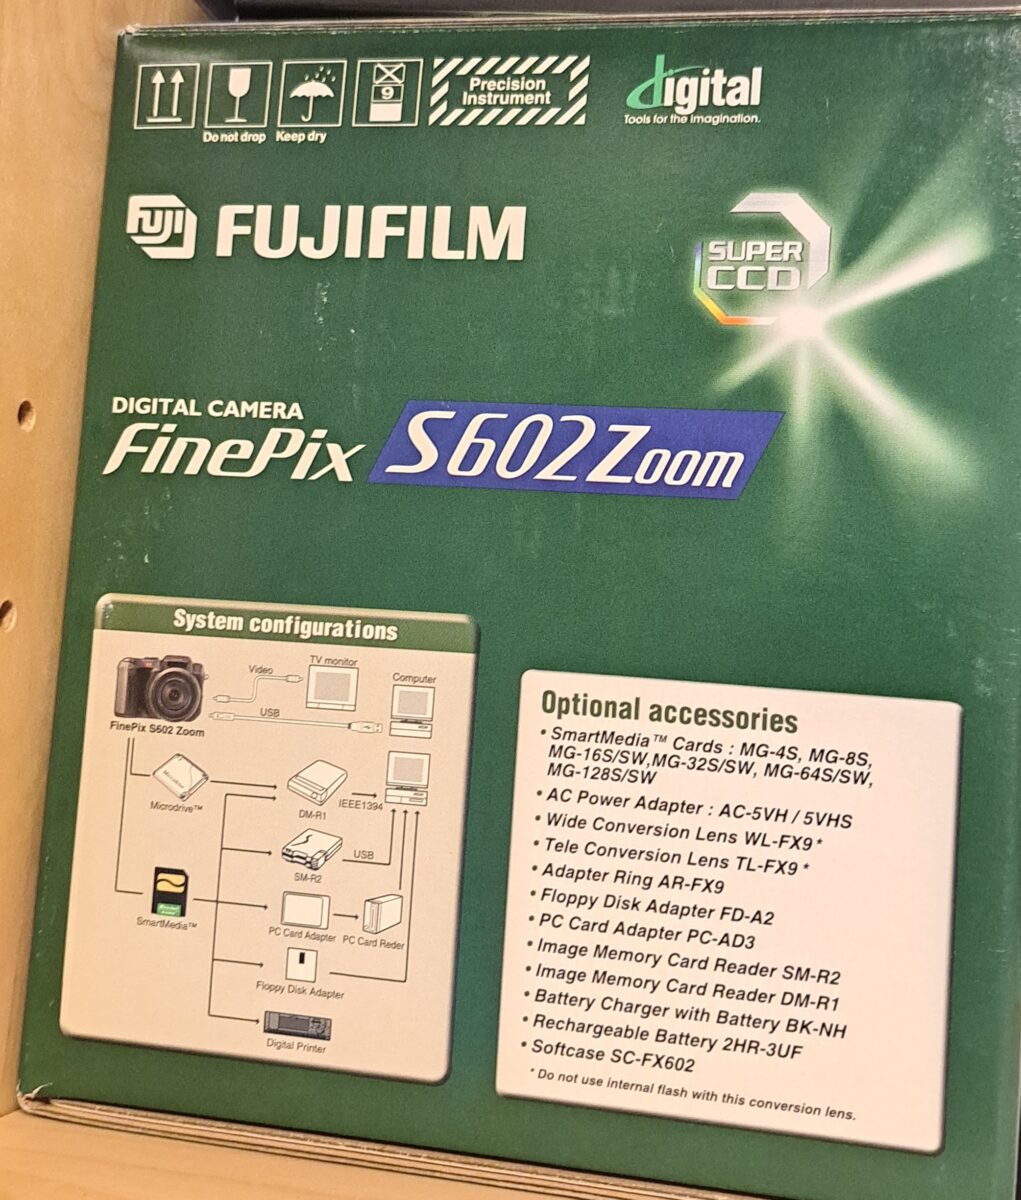 Do not drop
Keep dry
9
Precision
Instrument
digital
Tools for the Imagination.
FUJI FUJIFILM
SUPER
CCD
DIGITAL CAMERA
FinePix S602 Zoom
System configurations
Video
TV monitor
Computer
USB
FinePix S602 Zoom
Microdrive
Microdrive™
DM-R1
IEEE1394
SM-R2
USB
SmartMedia™
PC Card Adapter
PC Card Reder
Floppy Disk Adapter
Digital Printer
Optional accessories
• SmartMedia™ Cards : MG-4S, MG-8S,
MG-16S/SW,MG-32S/SW, MG-64S/SW,
MG-128S/SW
• AC Power Adapter : AC-5VH / 5VHS
• Wide Conversion Lens WL-FX9 *
• Tele Conversion Lens TL-FX9 *
• Adapter Ring AR-FX9
• Floppy Disk Adapter FD-A2
• PC Card Adapter PC-AD3
• Image Memory Card Reader SM-R2
• Image Memory Card Reader DM-R1
• Battery Charger with Battery BK-NH
• Rechargeable Battery 2HR-3UF
• Softcase SC-FX602
* Do not use internal flash with this conversion lens.